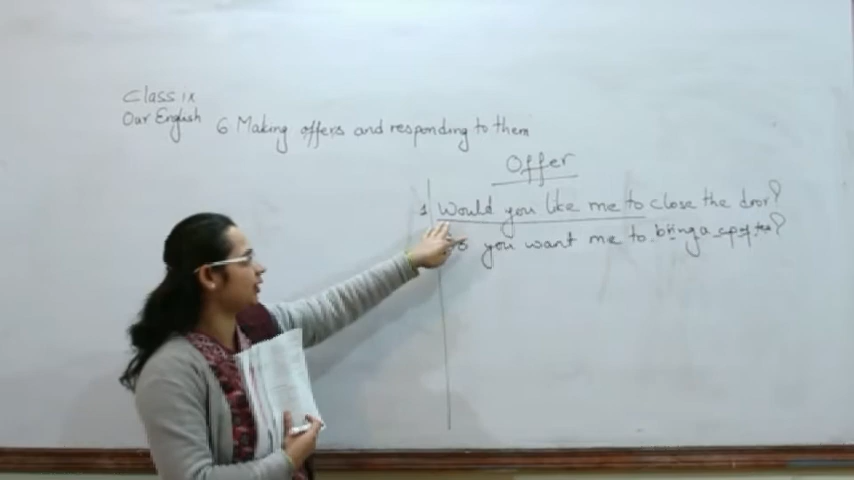 Class IX
Our English 6 Making offers and responding to them
Offer
1 Would you like me to close the door?
you want me to bring a cp of tea?